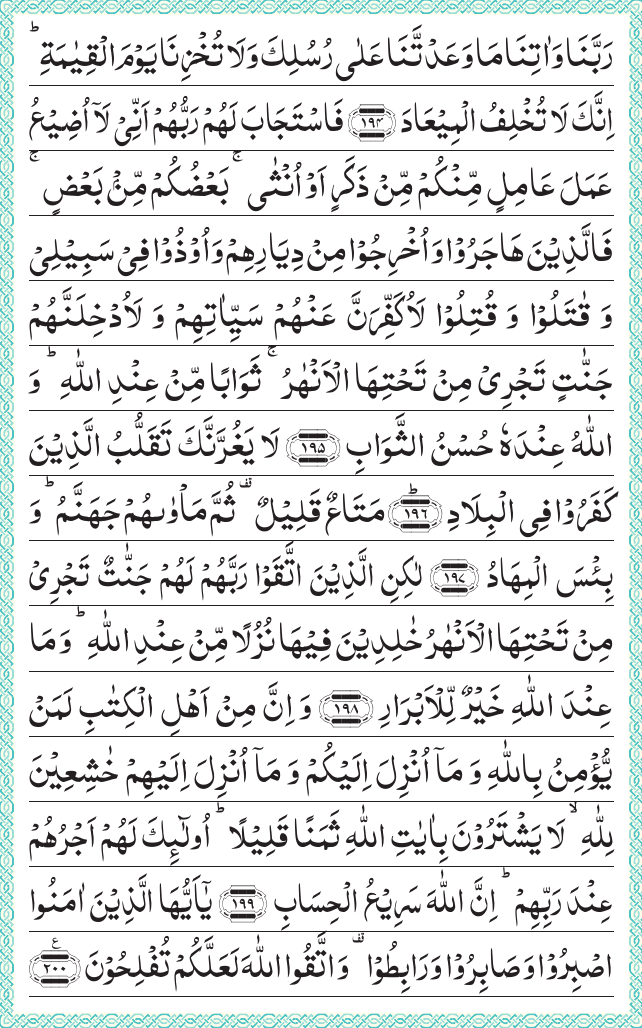 رَبَّنَا وَاٰتِنَا مَا وَعَدْتَّنَا عَلٰى رُسُلِكَ وَلَا تُخْزِنَا يَوْمَ الْقِيٰمَةِ ؕ
اِنَّكَ لَا تُخْلِفُ الْمِيْعَادَ ﴿۱۹۴﴾ فَاسْتَجَابَ لَهُمْ رَبُّهُمْ اَنِّىْ لَاۤ اُضِيْعُ
عَمَلَ عَامِلٍ مِّنْكُمْ مِّنْ ذَكَرٍ اَوْ اُنْثٰى ۚ بَعْضُكُمْ مِّنْۢ بَعْضٍ ۚ
فَالَّذِيْنَ هَاجَرُوْا وَاُخْرِجُوْا مِنْ دِيَارِهِمْ وَاُوْذُوْا فِىْ سَبِيْلِىْ
وَ قٰتَلُوْا وَ قُتِلُوْا لَاُكَفِّرَنَّ عَنْهُمْ سَيِّاٰتِهِمْ وَ لَاُدْخِلَنَّهُمْ
جَنّٰتٍ تَجْرِىْ مِنْ تَحْتِهَا الْاَنْهٰرُ ۚ ثَوَابًا مِّنْ عِنْدِ اللّٰهِ ؕ وَ
اللّٰهُ عِنْدَهٗ حُسْنُ الثَّوَابِ ﴿۱۹۵﴾ لَا يَغُرَّنَّكَ تَقَلُّبُ الَّذِيْنَ
كَفَرُوْا فِى الْبِلَادِ ؕ﴿۱۹۶﴾ مَتَاعٌ قَلِيْلٌ ۟ ثُمَّ مَاْوٰىهُمْ جَهَنَّمُ ؕ وَ
بِئْسَ الْمِهَادُ ﴿۱۹۷﴾ لٰكِنِ الَّذِيْنَ اتَّقَوْا رَبَّهُمْ لَهُمْ جَنّٰتٌ تَجْرِىْ
مِنْ تَحْتِهَا الْاَنْهٰرُ خٰلِدِيْنَ فِيْهَا نُزُلًا مِّنْ عِنْدِ اللّٰهِ ؕ وَمَا
عِنْدَ اللّٰهِ خَيْرٌ لِّلْاَبْرَارِ ﴿۱۹۸﴾ وَاِنَّ مِنْ اَهْلِ الْكِتٰبِ لَمَنْ
يُّؤْمِنُ بِاللّٰهِ وَ مَاۤ اُنْزِلَ اِلَيْكُمْ وَ مَاۤ اُنْزِلَ اِلَيْهِمْ خٰشِعِيْنَ
لِلّٰهِ ۙ لَا يَشْتَرُوْنَ بِاٰيٰتِ اللّٰهِ ثَمَنًا قَلِيْلًا ؕ اُولٰٓئِكَ لَهُمْ اَجْرُهُمْ
عِنْدَ رَبِّهِمْ ؕ اِنَّ اللّٰهَ سَرِيْعُ الْحِسَابِ ﴿۱۹۹﴾ يٰۤاَيُّهَا الَّذِيْنَ اٰمَنُوا
اصْبِرُوْا وَصَابِرُوْا وَرَابِطُوْا ۟ وَاتَّقُوا اللّٰهَ لَعَلَّكُمْ تُفْلِحُوْنَ ﴿۲۰۰﴾ ع